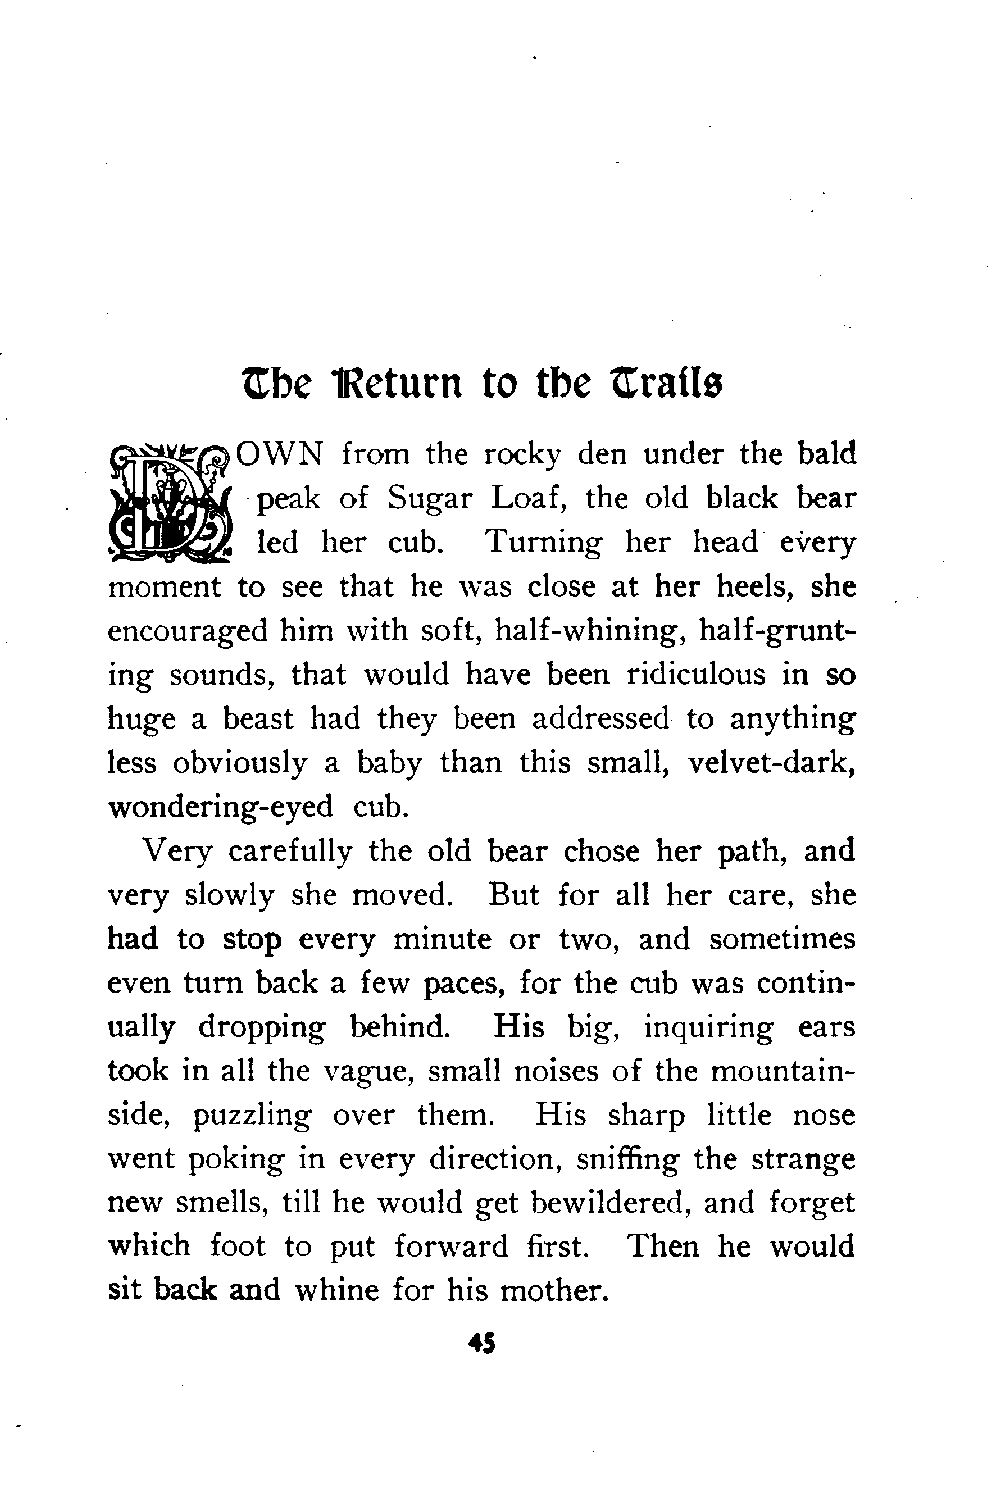 The Return to the Trails
DOWN from the rocky den under the bald
peak of Sugar Loaf, the old black bear
led her cub. Turning her head every
moment to see that he was close at her heels, she
encouraged him with soft, half-whining, half-grunt-
ing sounds, that would have been ridiculous in so
huge a beast had they been addressed to anything
less obviously a baby than this small, velvet-dark,
wondering-eyed cub.
Very carefully the old bear chose her path, and
very slowly she moved. But for all her care, she
had to stop every minute or two, and sometimes
even turn back a few paces, for the cub was contin-
ually dropping behind. His big, inquiring ears
took in all the vague, small noises of the mountain-
side, puzzling over them. His sharp little nose
went poking in every direction, sniffing the strange
new smells, till he would get bewildered, and forget
which foot to put forward first. Then he would
sit back and whine for his mother.
45